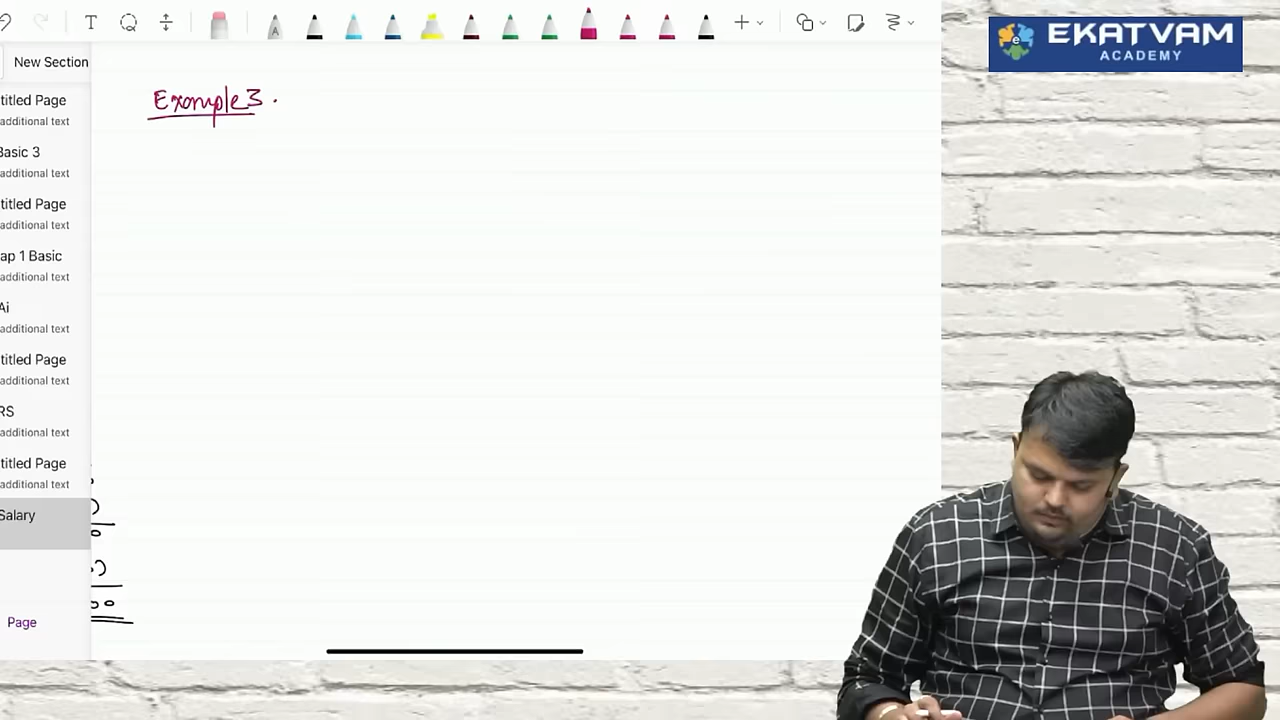 T
A
EKATVAM
ACADEMY
New Section
Example 3.
titled Page
additional text
Basic 3
additional text
titled Page
additional text
ap 1 Basic
additional text
Ai
additional text
titled Page
additional text
RS
additional text
titled Page
additional text
Salary
Page